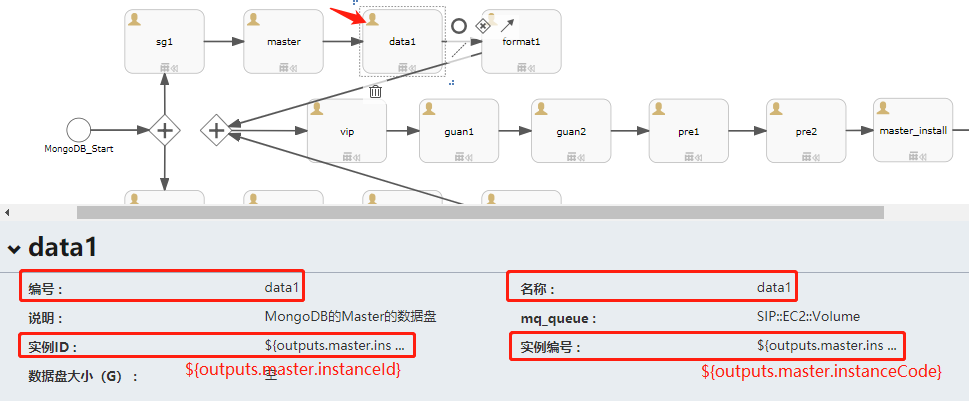 sg1
master
data1
format1
MongoDB_Start
vip
guan1
guan2
pre1
pre2
master_install
data1
编号： data1
名称： data1
说明： MongoDB的Master的数据盘
mq_queue： SIP::EC2::Volume
实例ID： ${outputs.master.ins ...
实例编号： ${outputs.master.ins ...
数据盘大小（G）：
${outputs.master.instanceId}
${outputs.master.instanceCode}